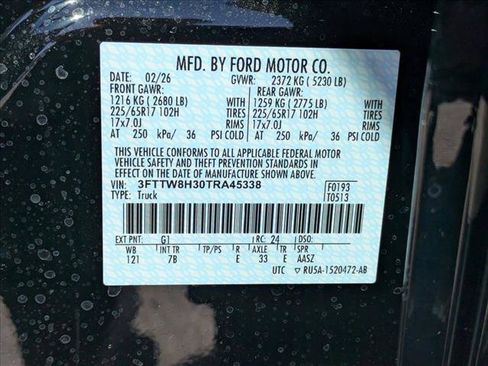 MFD. BY FORD MOTOR CO.
DATE: 02/26 GVWR: 2372 KG ( 5230 LB)
FRONT GAWR: REAR GAWR:
1216 KG ( 2680 LB) WITH 1259 KG ( 2775 LB) WITH
225/65R17 102H TIRES 225/65R17 102H TIRES
17x7.0J RIMS 17x7.0J RIMS
AT 250 kPa/ 36 PSI COLD AT 250 kPa/ 36 PSI COLD
THIS VEHICLE CONFORMS TO ALL APPLICABLE FEDERAL MOTOR
VEHICLE SAFETY AND THEFT PREVENTION STANDARDS IN
EFFECT ON THE DATE OF MANUFACTURE SHOWN ABOVE.
VIN: 3FTTW8H30TRA45338 F0193
TYPE: Truck T0513
EXT PNT: G1 RC: 24 DSO:
WB INT TR TP/PS R AXLE TR SPR
121 7B E 33 E AASZ
UTC ▽ RU5A-1520472-AB